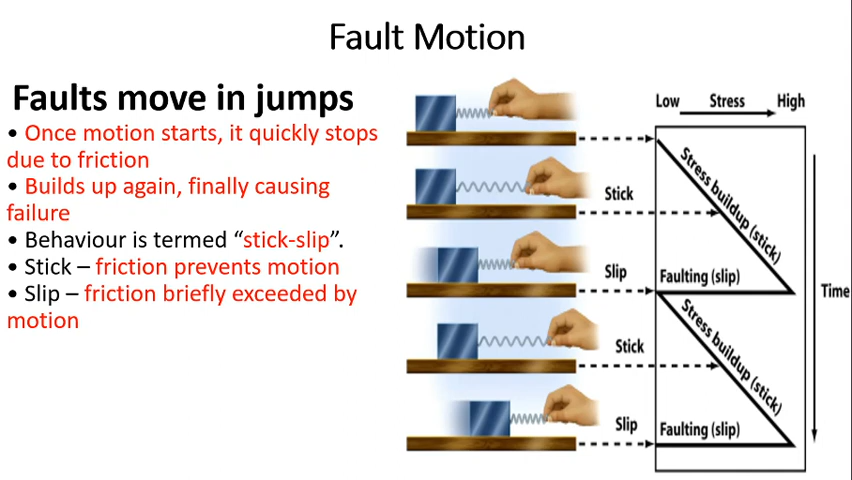 Fault Motion
Faults move in jumps
• Once motion starts, it quickly stops
due to friction
• Builds up again, finally causing
failure
• Behaviour is termed “stick-slip”.
• Stick – friction prevents motion
• Slip – friction briefly exceeded by
motion
Low Stress High
Stress buildup (stick)
Stick
Slip
Faulting (slip)
Time
Stress buildup (stick)
Stick
Slip
Faulting (slip)